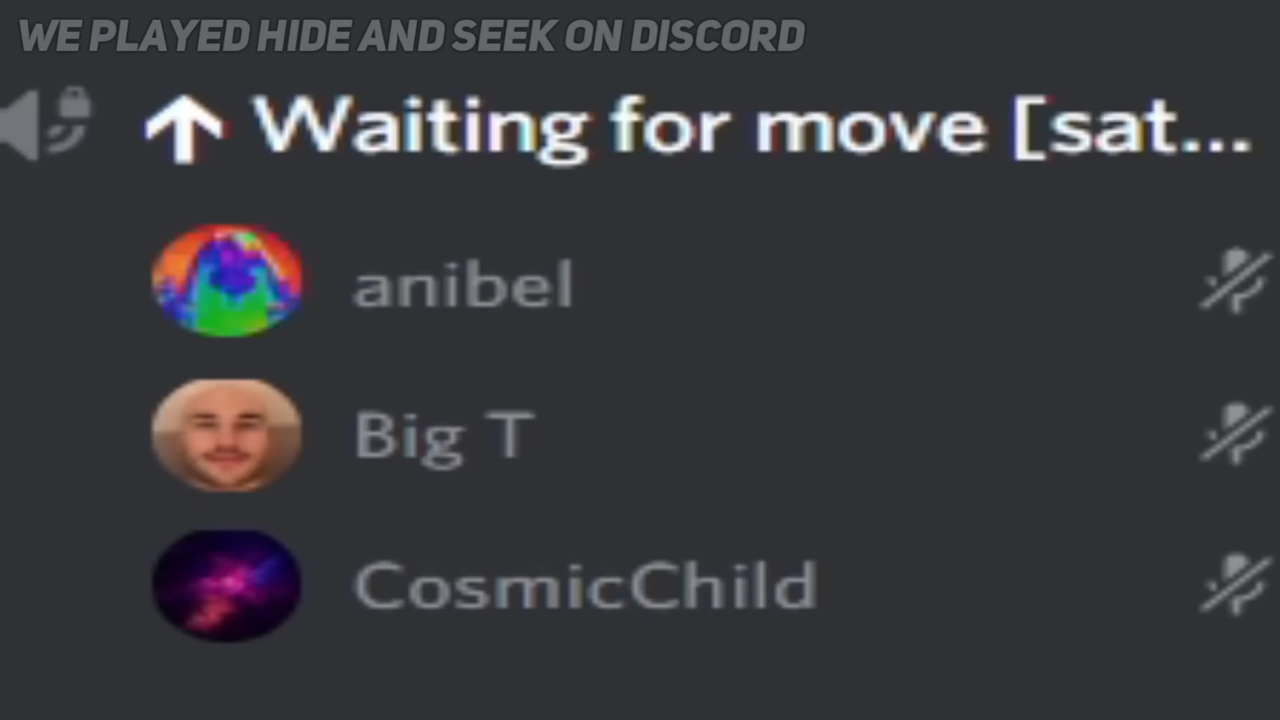 WE PLAYED HIDE AND SEEK ON DISCORD
↑ Waiting for move [sat...
anibel
Big T
CosmicChild